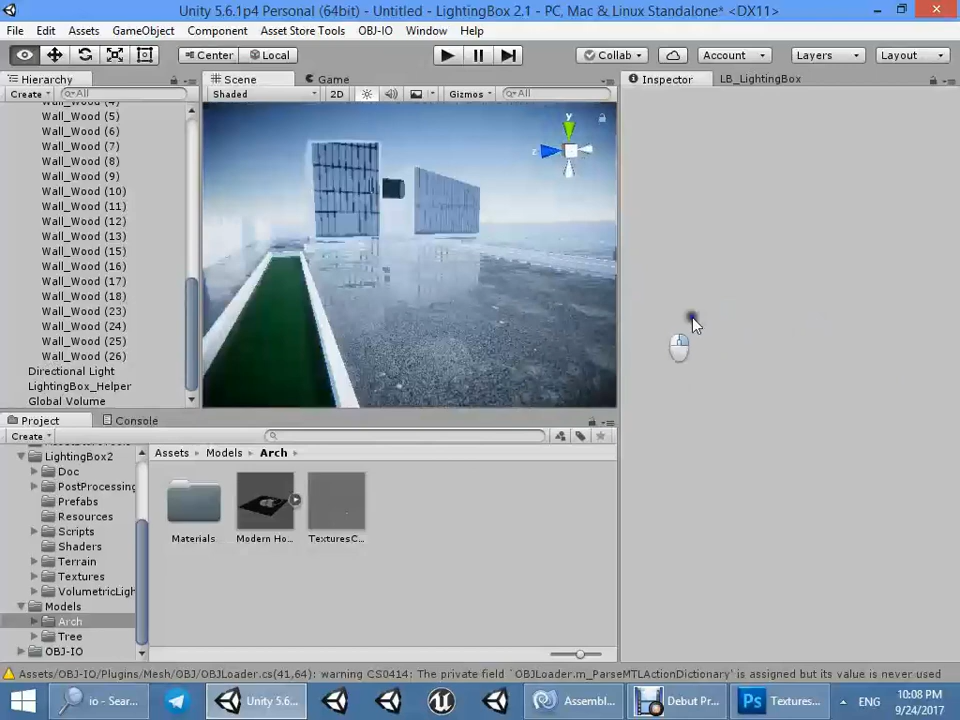 Unity 5.6.1p4 Personal (64bit) - Untitled - LightingBox 2.1 - PC, Mac & Linux Standalone* <DX11>
File Edit Assets GameObject Component Asset Store Tools OBJ-IO Window Help
Center Local Collab Account Layers Layout
Hierarchy Scene Game Inspector LB_LightingBox
Create All Shaded 2D Gizmos All
Wall_Wood (4)
Wall_Wood (5)
Wall_Wood (6)
Wall_Wood (7)
Wall_Wood (8)
Wall_Wood (9)
Wall_Wood (10)
Wall_Wood (11)
Wall_Wood (12)
Wall_Wood (13)
Wall_Wood (15)
Wall_Wood (16)
Wall_Wood (17)
Wall_Wood (18)
Wall_Wood (23)
Wall_Wood (24)
Wall_Wood (25)
Wall_Wood (26)
Directional Light
LightingBox_Helper
Global Volume
y
z
Project Console
Create
LightingBox2
Doc
PostProcessing
Prefabs
Resources
Scripts
Shaders
Terrain
Textures
VolumetricLigh
Models
Arch
Tree
OBJ-IO
Assets Models Arch
Materials Modern Ho... TexturesC...
Assets/OBJ-IO/Plugins/Mesh/OBJ/OBJLoader.cs(41,64): warning CS0414: The private field `OBJLoader.m_ParseMTLActionDictionary' is assigned but its value is never used
io - Sear... Unity 5.6... Assembl... Debut Pr... Ps Textures... ENG 10:08 PM
9/24/2017